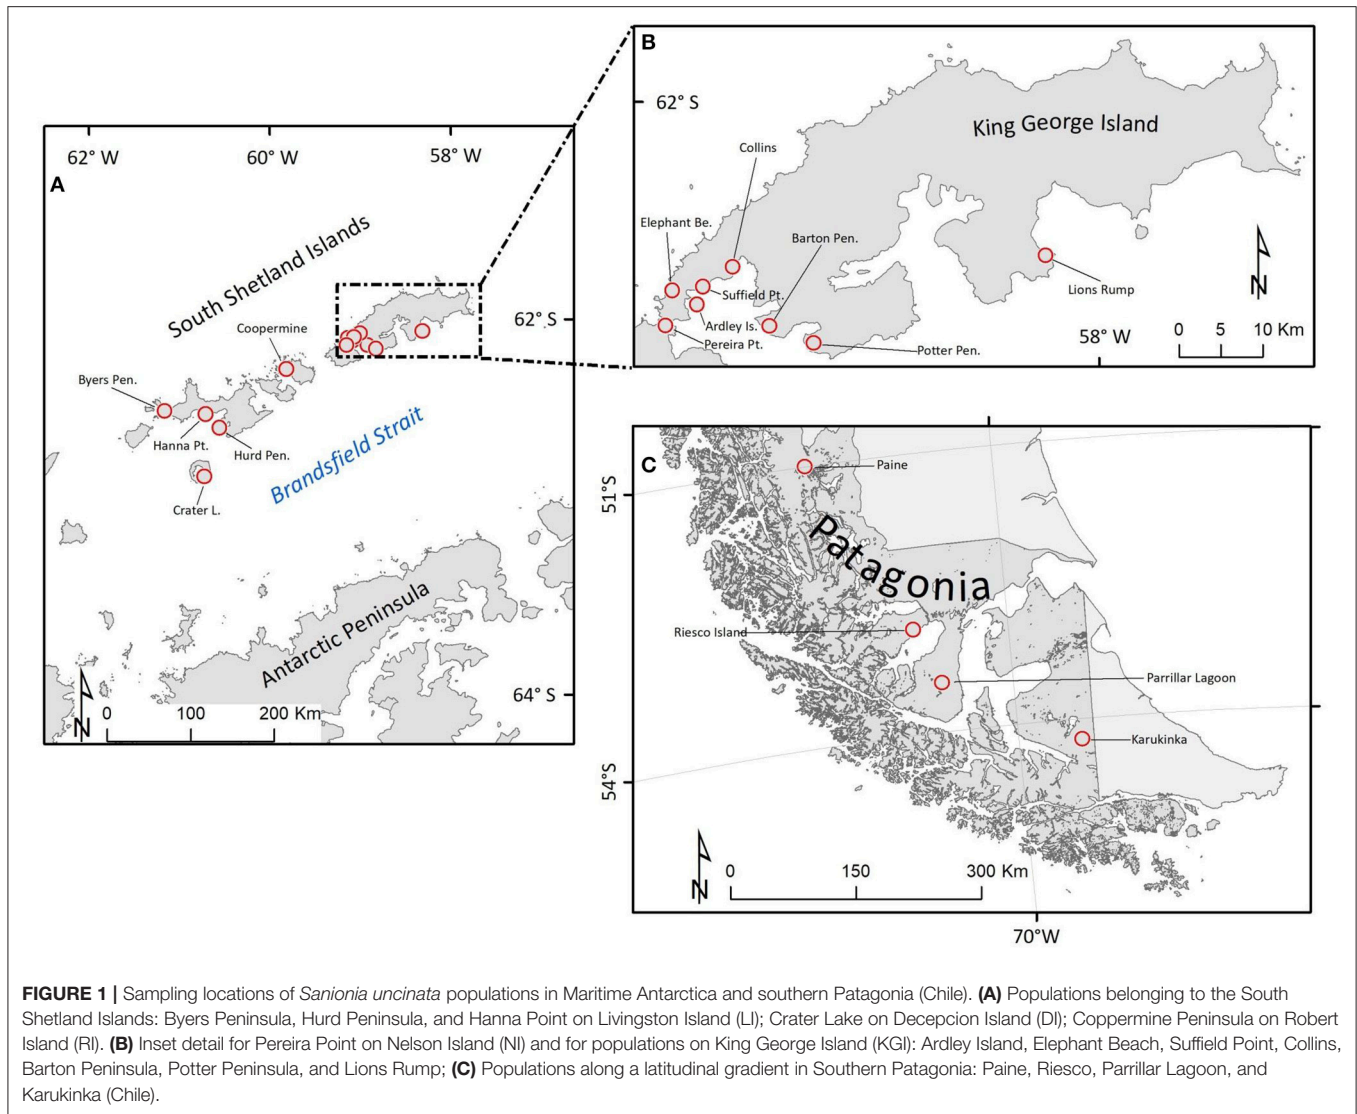 A
62° W
60° W
58° W
South Shetland Islands
62° S
Coopermine
Byers Pen.
Hanna Pt.
Hurd Pen.
Crater L.
Brandsfield Strait
Antarctic Peninsula
64° S
N
0 100 200 Km
B
62° S
King George Island
Collins
Elephant Be.
Barton Pen.
Suffield Pt.
Lions Rump
Ardley Is.
Pereira Pt.
Potter Pen.
58° W
N
0 5 10 Km
C
Paine
51°S
Patagonia
Riesco Island
Parrillar Lagoon
Karukinka
54°S
N
0 150 300 Km
70°W
FIGURE 1 | Sampling locations of Sanionia uncinata populations in Maritime Antarctica and southern Patagonia (Chile). (A) Populations belonging to the South
Shetland Islands: Byers Peninsula, Hurd Peninsula, and Hanna Point on Livingston Island (LI); Crater Lake on Decepcion Island (DI); Coppermine Peninsula on Robert
Island (RI). (B) Inset detail for Pereira Point on Nelson Island (NI) and for populations on King George Island (KGI): Ardley Island, Elephant Beach, Suffield Point, Collins,
Barton Peninsula, Potter Peninsula, and Lions Rump; (C) Populations along a latitudinal gradient in Southern Patagonia: Paine, Riesco, Parrillar Lagoon, and
Karukinka (Chile).